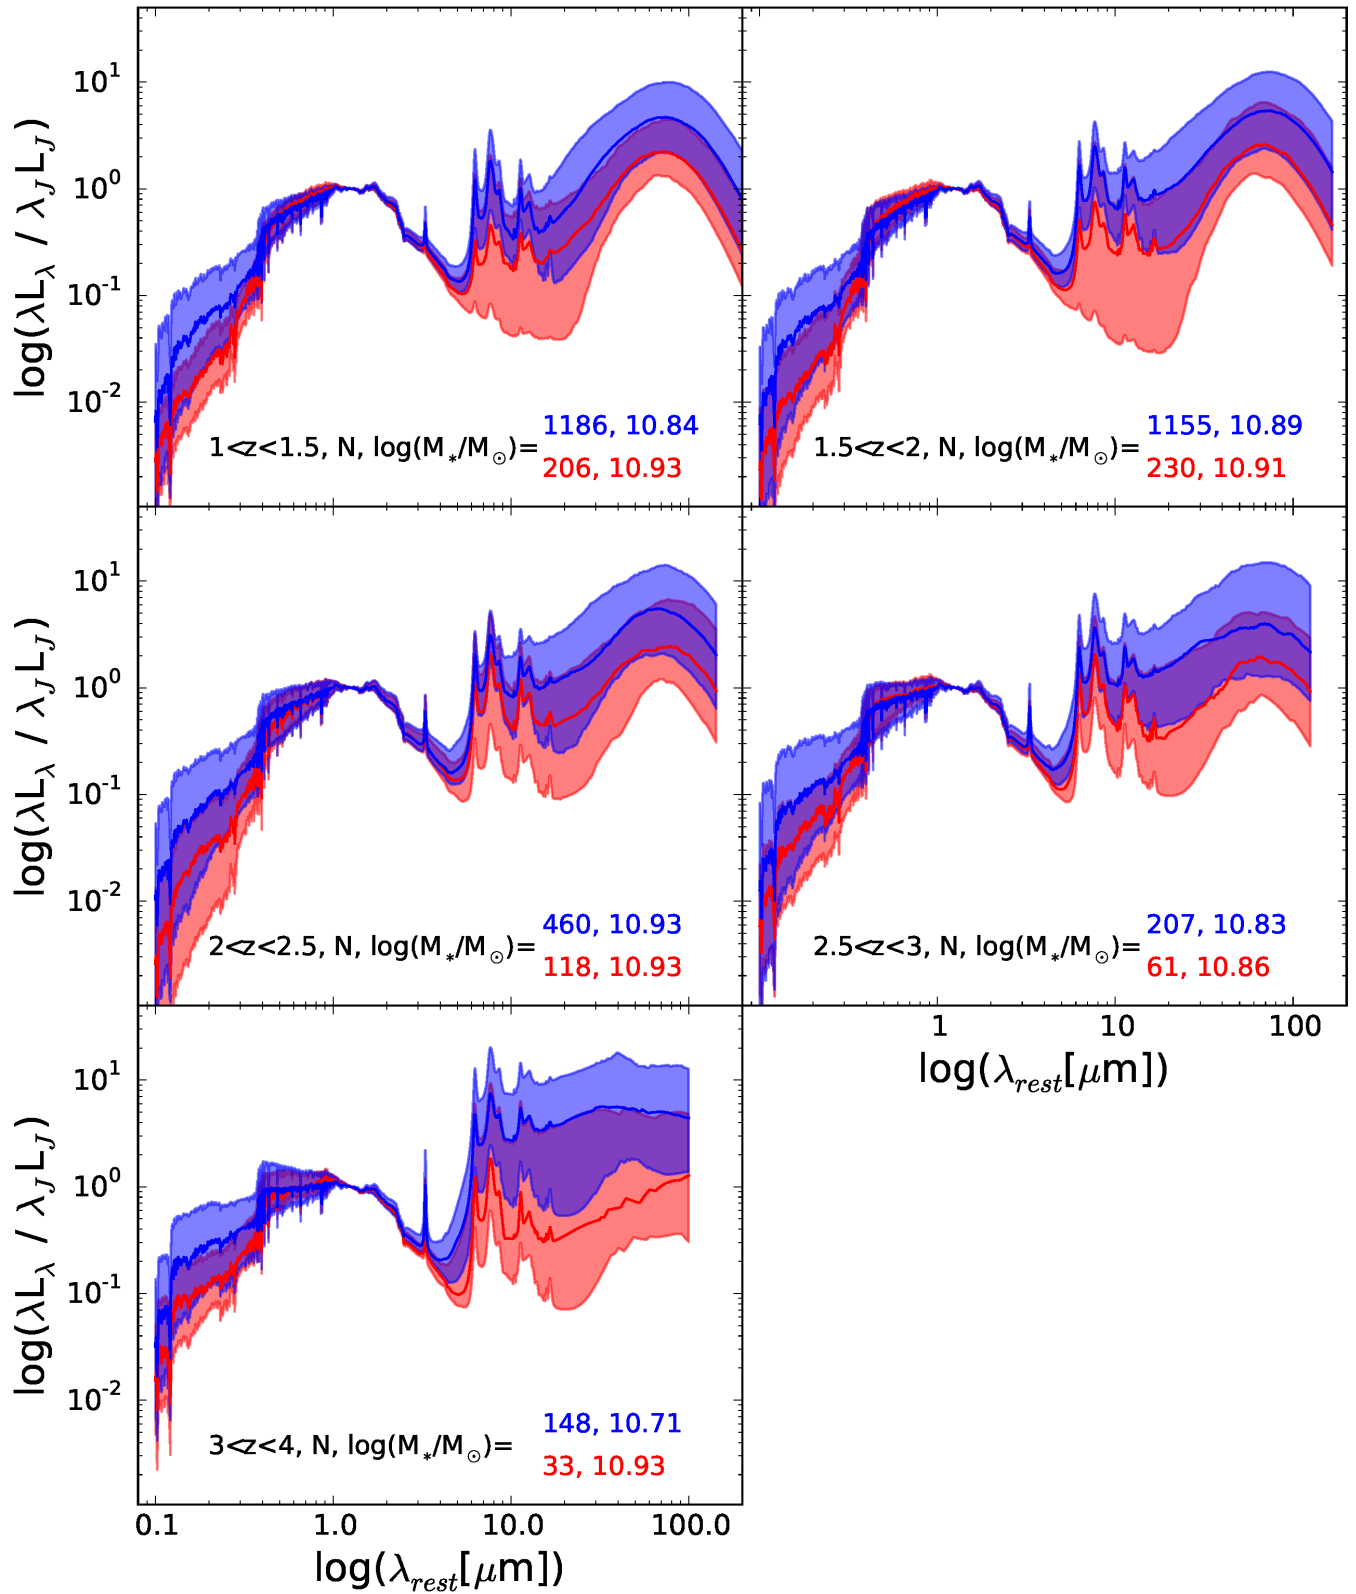 log(λL_λ / λ_J L_J)
10^1
10^0
10^-1
10^-2
1<z<1.5, N, log(M_*/M_⊙)=
1186, 10.84
206, 10.93
1.5<z<2, N, log(M_*/M_⊙)=
1155, 10.89
230, 10.91
log(λL_λ / λ_J L_J)
10^1
10^0
10^-1
10^-2
2<z<2.5, N, log(M_*/M_⊙)=
460, 10.93
118, 10.93
2.5<z<3, N, log(M_*/M_⊙)=
207, 10.83
61, 10.86
1 10 100
log(λ_rest[μm])
log(λL_λ / λ_J L_J)
10^1
10^0
10^-1
10^-2
3<z<4, N, log(M_*/M_⊙)=
148, 10.71
33, 10.93
0.1 1.0 10.0 100.0
log(λ_rest[μm])